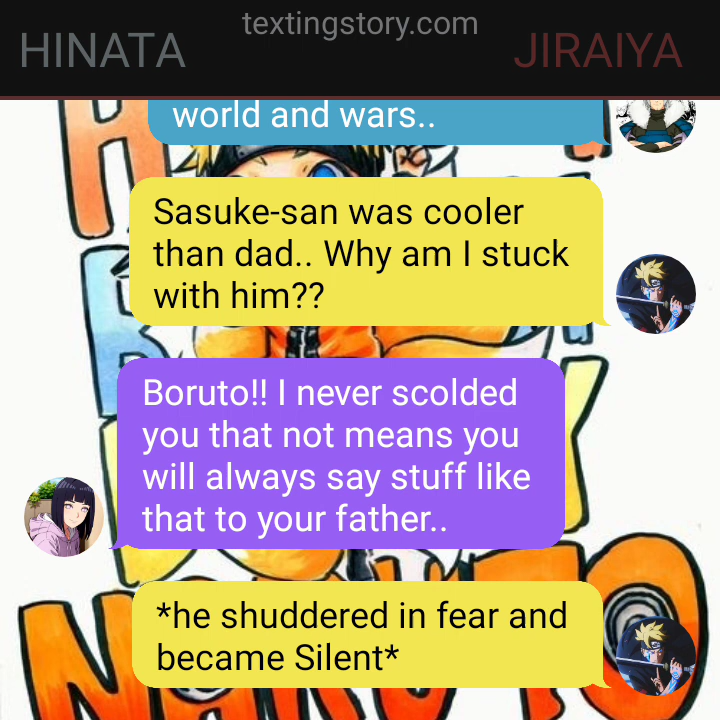 textingstory.com
HINATA
JIRAIYA
world and wars..
Sasuke-san was cooler
than dad.. Why am I stuck
with him??
Boruto!! I never scolded
you that not means you
will always say stuff like
that to your father..
*he shuddered in fear and
became Silent*
NARUTO